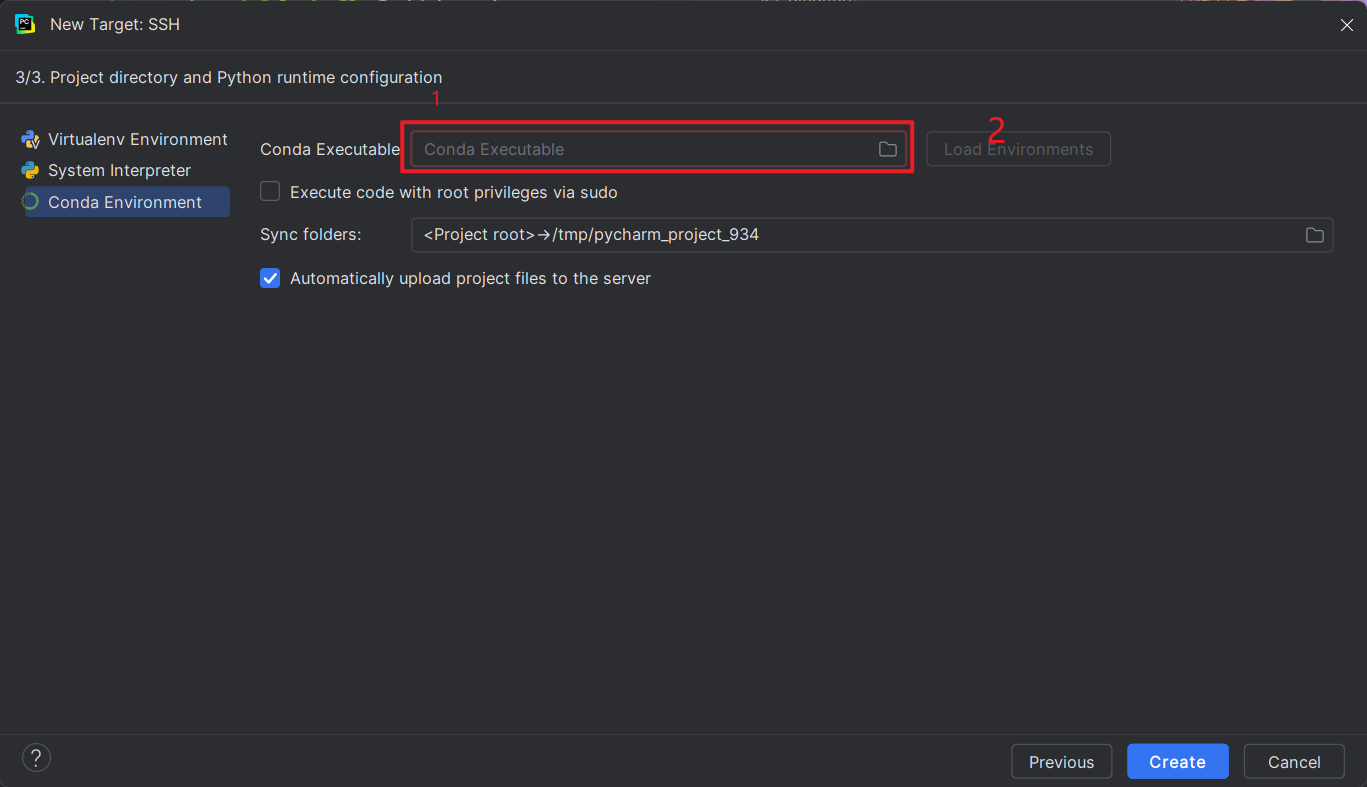 PC
New Target: SSH
3/3. Project directory and Python runtime configuration
1
2
Virtualenv Environment
System Interpreter
Conda Environment
Conda Executable
Conda Executable
Load Environments
Execute code with root privileges via sudo
Sync folders:
<Project root>→/tmp/pycharm_project_934
Automatically upload project files to the server
?
Previous
Create
Cancel